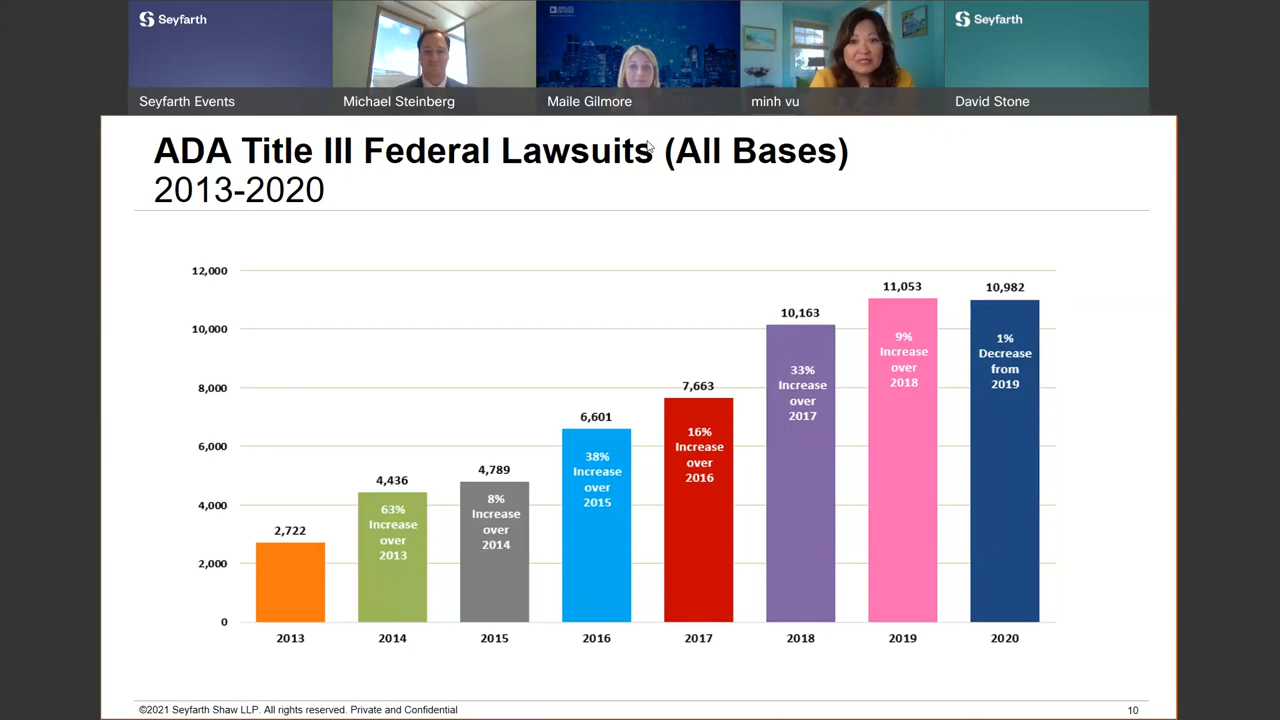 Seyfarth
Seyfarth
Seyfarth Events
Michael Steinberg
Maile Gilmore
minh vu
David Stone
ADA Title III Federal Lawsuits (All Bases)
2013-2020
12,000
10,000
8,000
6,000
4,000
2,000
0
2,722
4,436
63%
Increase
over
2013
4,789
8%
Increase
over
2014
6,601
38%
Increase
over
2015
7,663
16%
Increase
over
2016
10,163
33%
Increase
over
2017
11,053
9%
Increase
over
2018
10,982
1%
Decrease
from
2019
2013
2014
2015
2016
2017
2018
2019
2020
©2021 Seyfarth Shaw LLP. All rights reserved. Private and Confidential
10